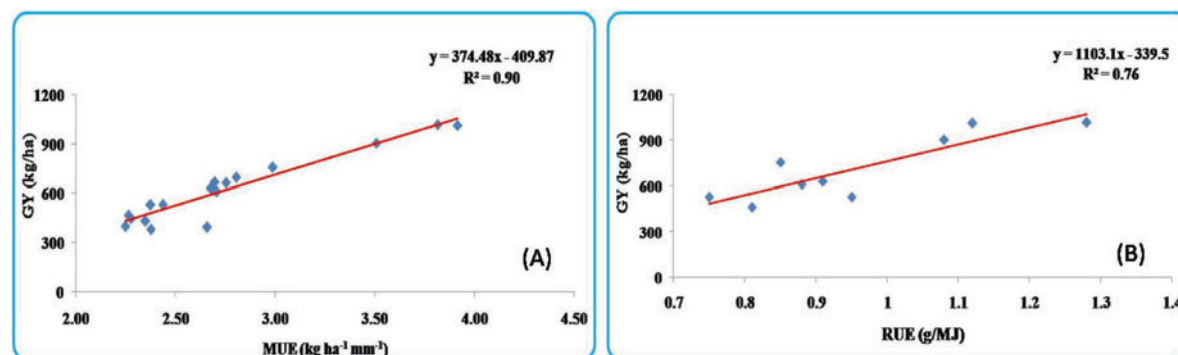 y = 374.48x - 409.87
R² = 0.90
1200
900
600
300
0
GY (kg/ha)
2.00 2.50 3.00 3.50 4.00 4.50
MUE (kg ha⁻¹ mm⁻¹)
(A)
y = 1103.1x - 339.5
R² = 0.76
1200
900
600
300
0
GY (kg/ha)
0.7 0.8 0.9 1 1.1 1.2 1.3 1.4
RUE (g/MJ)
(B)